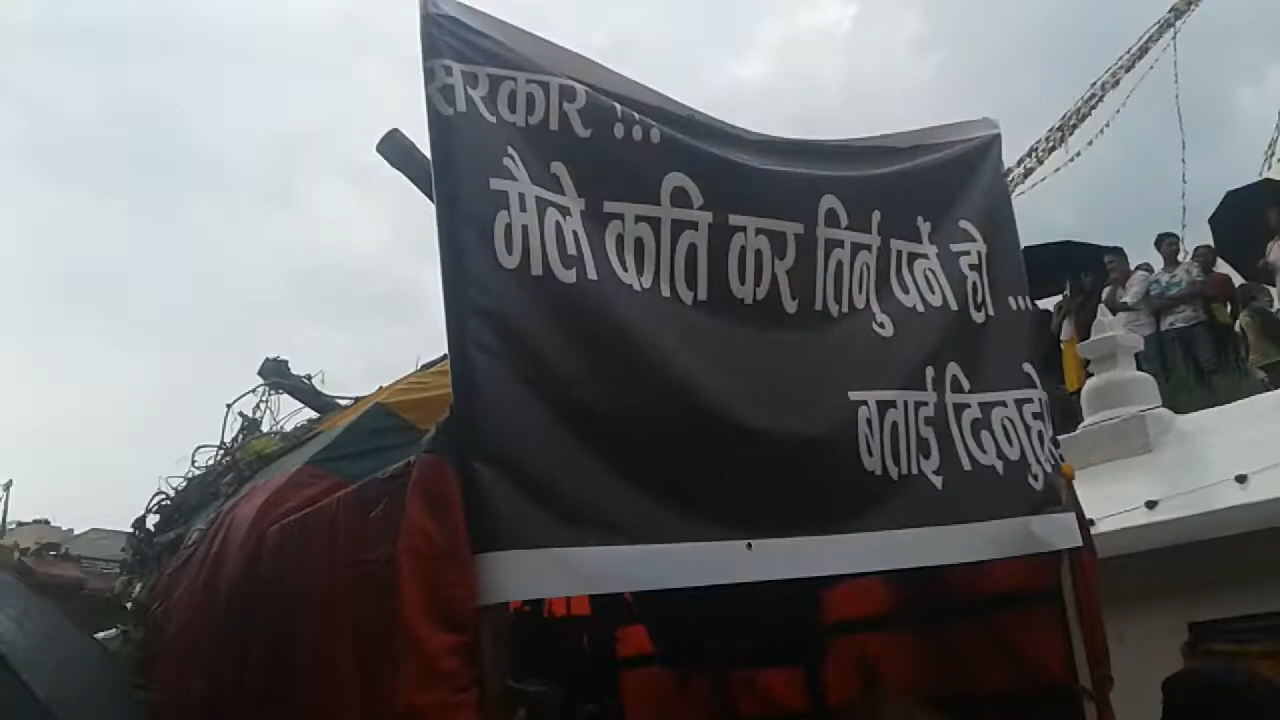 सरकार !..
मैले कति कर तिर्नु पर्ने हो ...
बताई दिनुहोस्